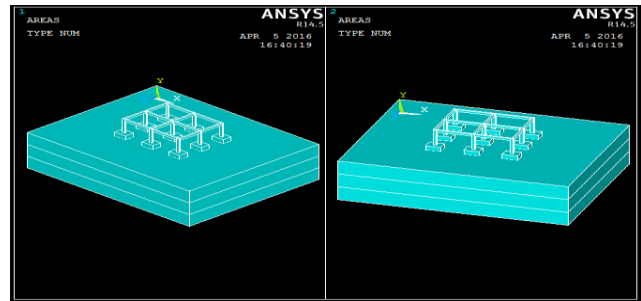 1
AREAS
TYPE NUM
ANSYS
R14.5
APR 5 2016
16:40:19
Y
X
2
AREAS
TYPE NUM
ANSYS
R14.5
APR 5 2016
16:40:19
Y
X